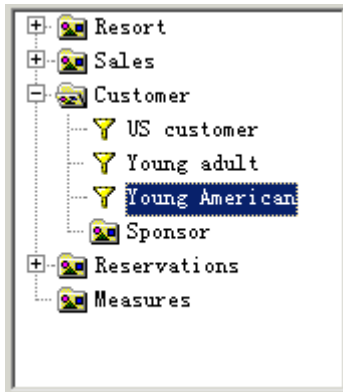 Resort
Sales
Customer
US customer
Young adult
Young American
Sponsor
Reservations
Measures